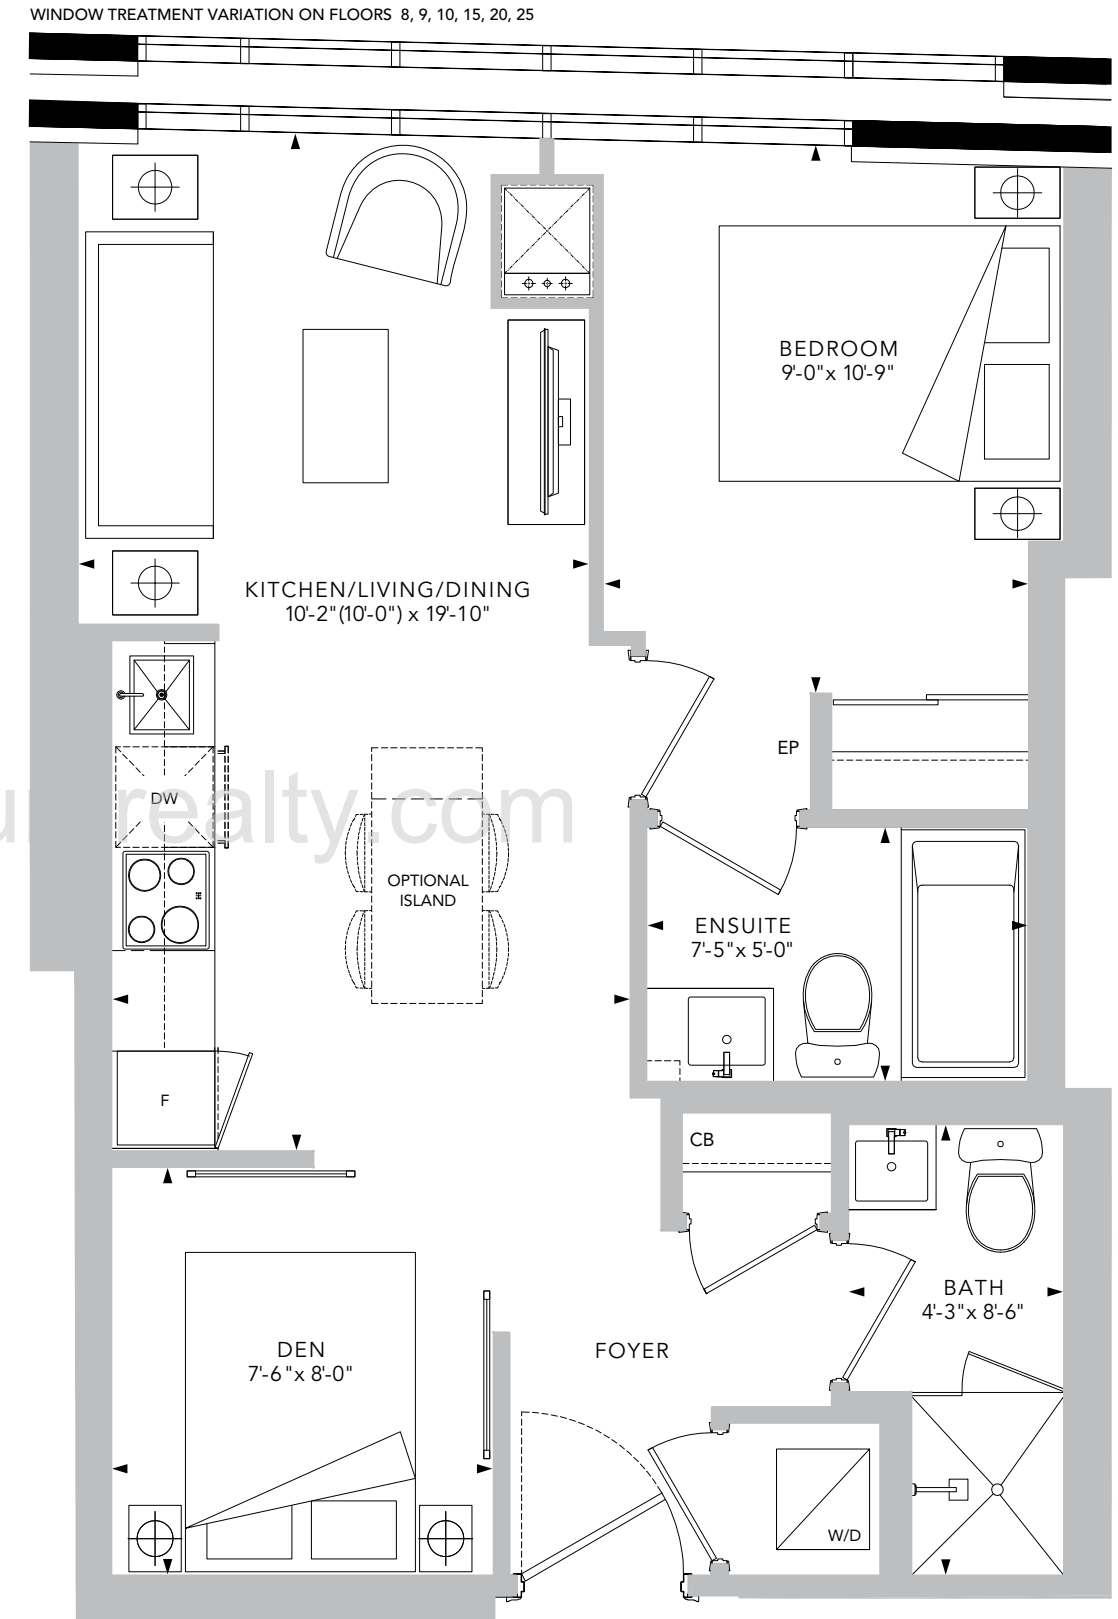 WINDOW TREATMENT VARIATION ON FLOORS 8, 9, 10, 15, 20, 25
BEDROOM
9'-0"x 10'-9"
KITCHEN/LIVING/DINING
10'-2"(10'-0") x 19'-10"
EP
DW
realty.com
OPTIONAL
ISLAND
ENSUITE
7'-5"x 5'-0"
F
CB
BATH
4'-3"x 8'-6"
DEN
7'-6"x 8'-0"
FOYER
W/D